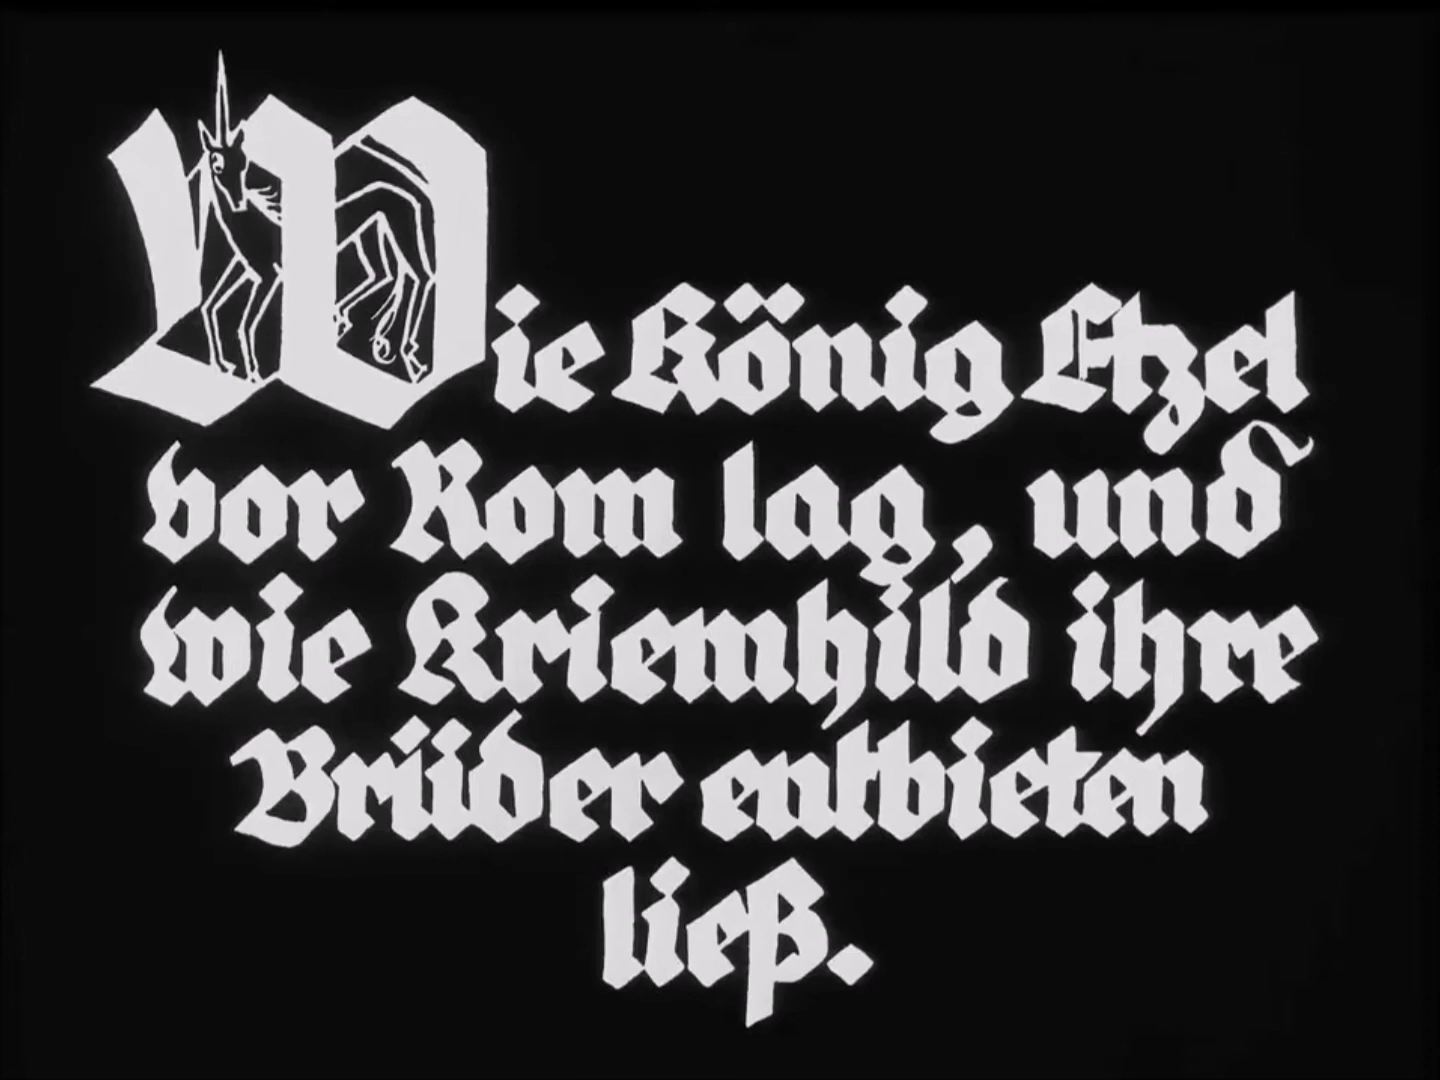 Wie König Etzel
vor Rom lag, und
wie Kriemhild ihre
Brüder entbieten
ließ.